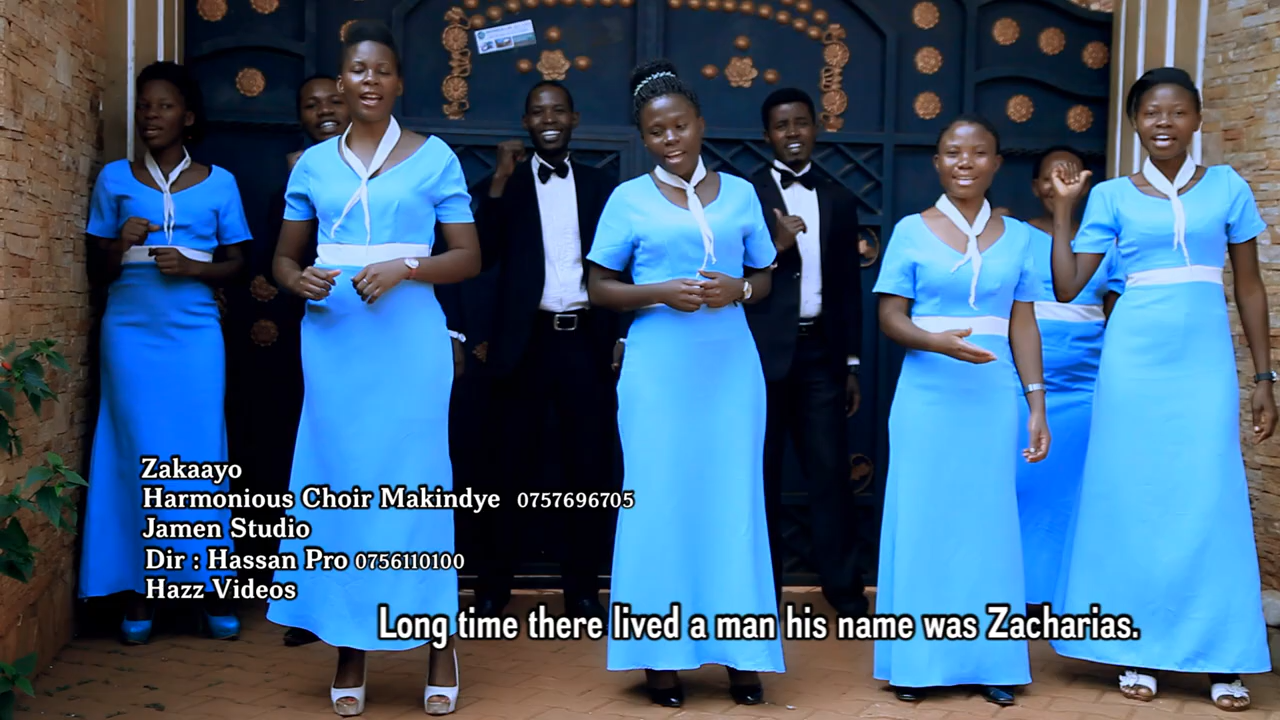 Zakaayo
Harmonious Choir Makindye 0757696705
Jamen Studio
Dir : Hassan Pro 0756110100
Hazz Videos
Long time there lived a man his name was Zacharias.